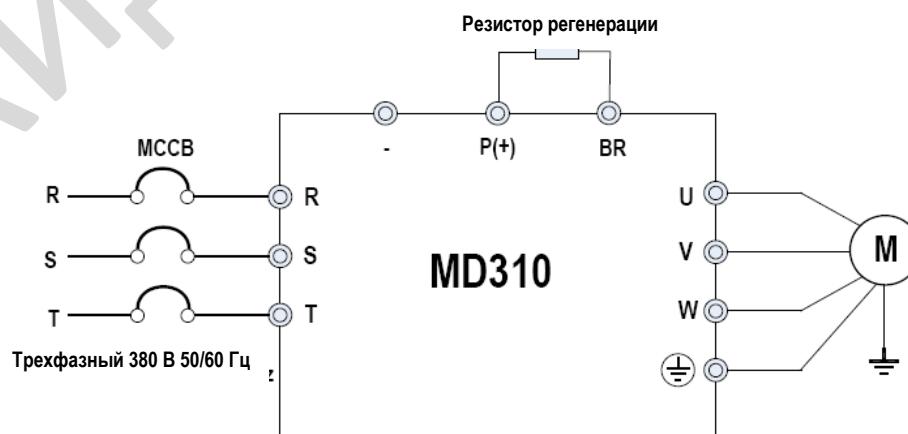 Резистор регенерации
- P(+) BR
MCCB
R R U
S S V M
MD310
T T W
Трехфазный 380 В 50/60 Гц
z